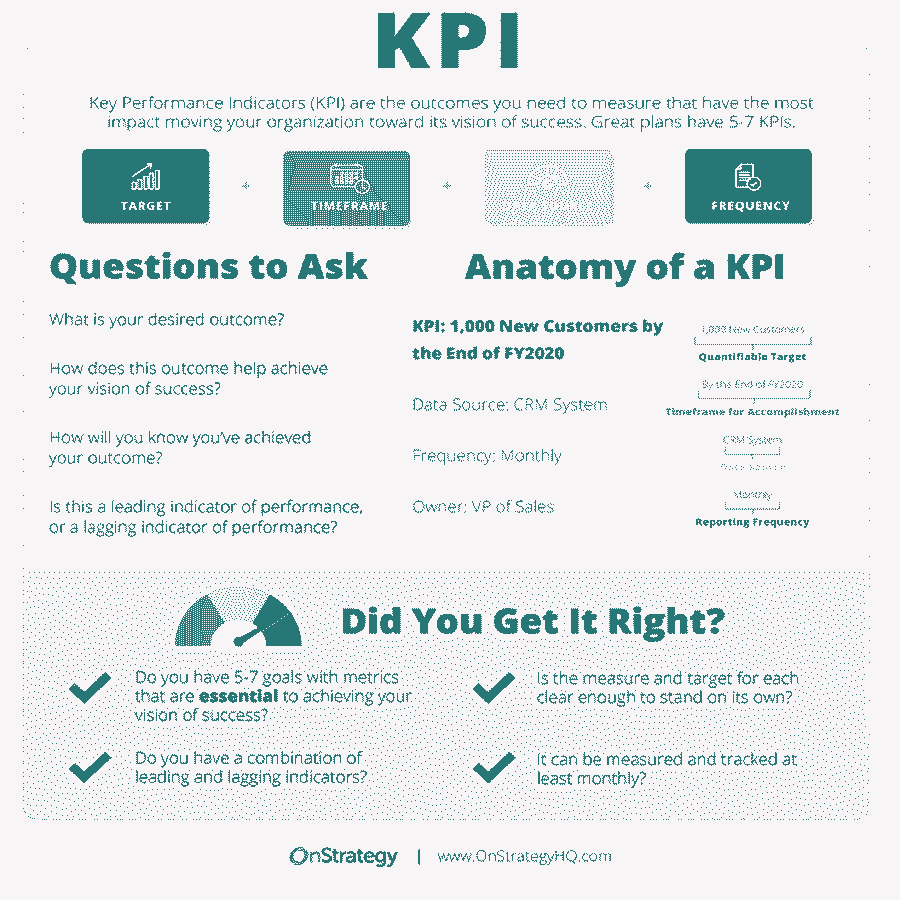 KPI
Key Performance Indicators (KPI) are the outcomes you need to measure that have the most
impact moving your organization toward its vision of success. Great plans have 5-7 KPIs.
TARGET
TIMEFRAME
FREQUENCY
Questions to Ask
What is your desired outcome?
How does this outcome help achieve
your vision of success?
How will you know you've achieved
your outcome?
Is this a leading indicator of performance,
or a lagging indicator of performance?
Anatomy of a KPI
KPI: 1,000 New Customers by
the End of FY2020
Data Source: CRM System
Frequency: Monthly
Owner: VP of Sales
1,000 New Customers
Quantifiable Target
By the End of FY2020
Timeframe for Accomplishment
CRM System
Monthly
Reporting Frequency
Did You Get It Right?
Do you have 5-7 goals with metrics
that are essential to achieving your
vision of success?
Do you have a combination of
leading and lagging indicators?
Is the measure and target for each
clear enough to stand on its own?
It can be measured and tracked at
least monthly?
OnStrategy | www.OnStrategyHQ.com